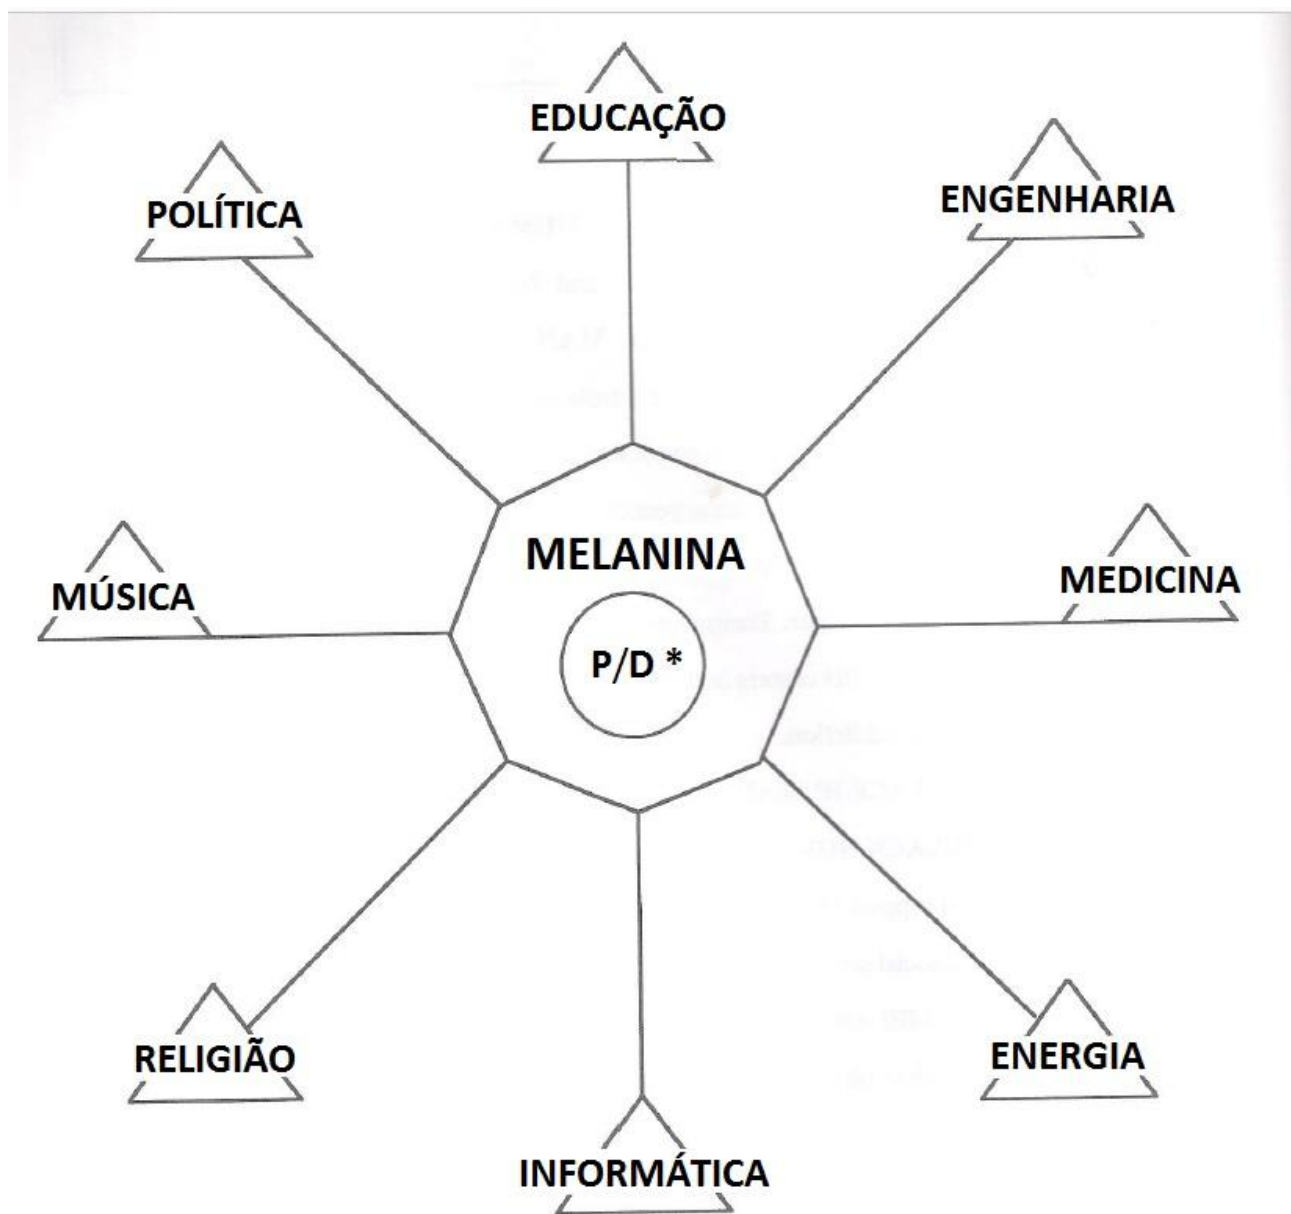 EDUCAÇÃO
POLÍTICA
ENGENHARIA
MELANINA
MÚSICA
MEDICINA
P/D *
RELIGIÃO
ENERGIA
INFORMÁTICA